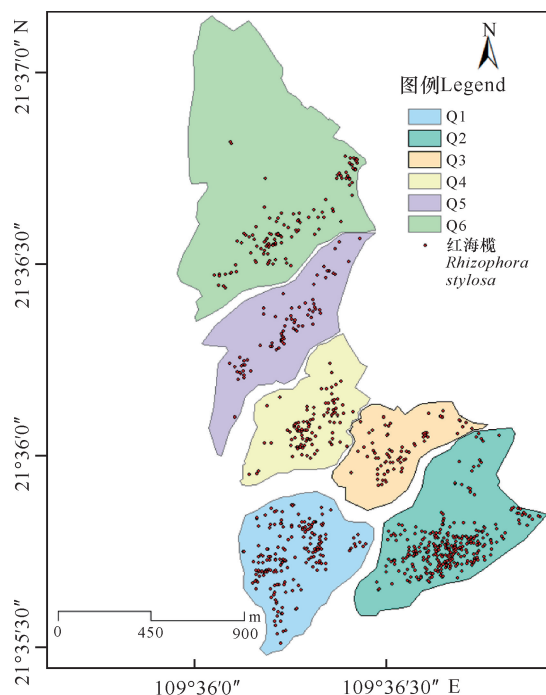 N
图例Legend
Q1
Q2
Q3
Q4
Q5
Q6
红海榄
Rhizophora
stylosa
21°37′0″ N
21°36′30″
21°36′0″
21°35′30″
0 450 900 m
109°36′0″ 109°36′30″ E